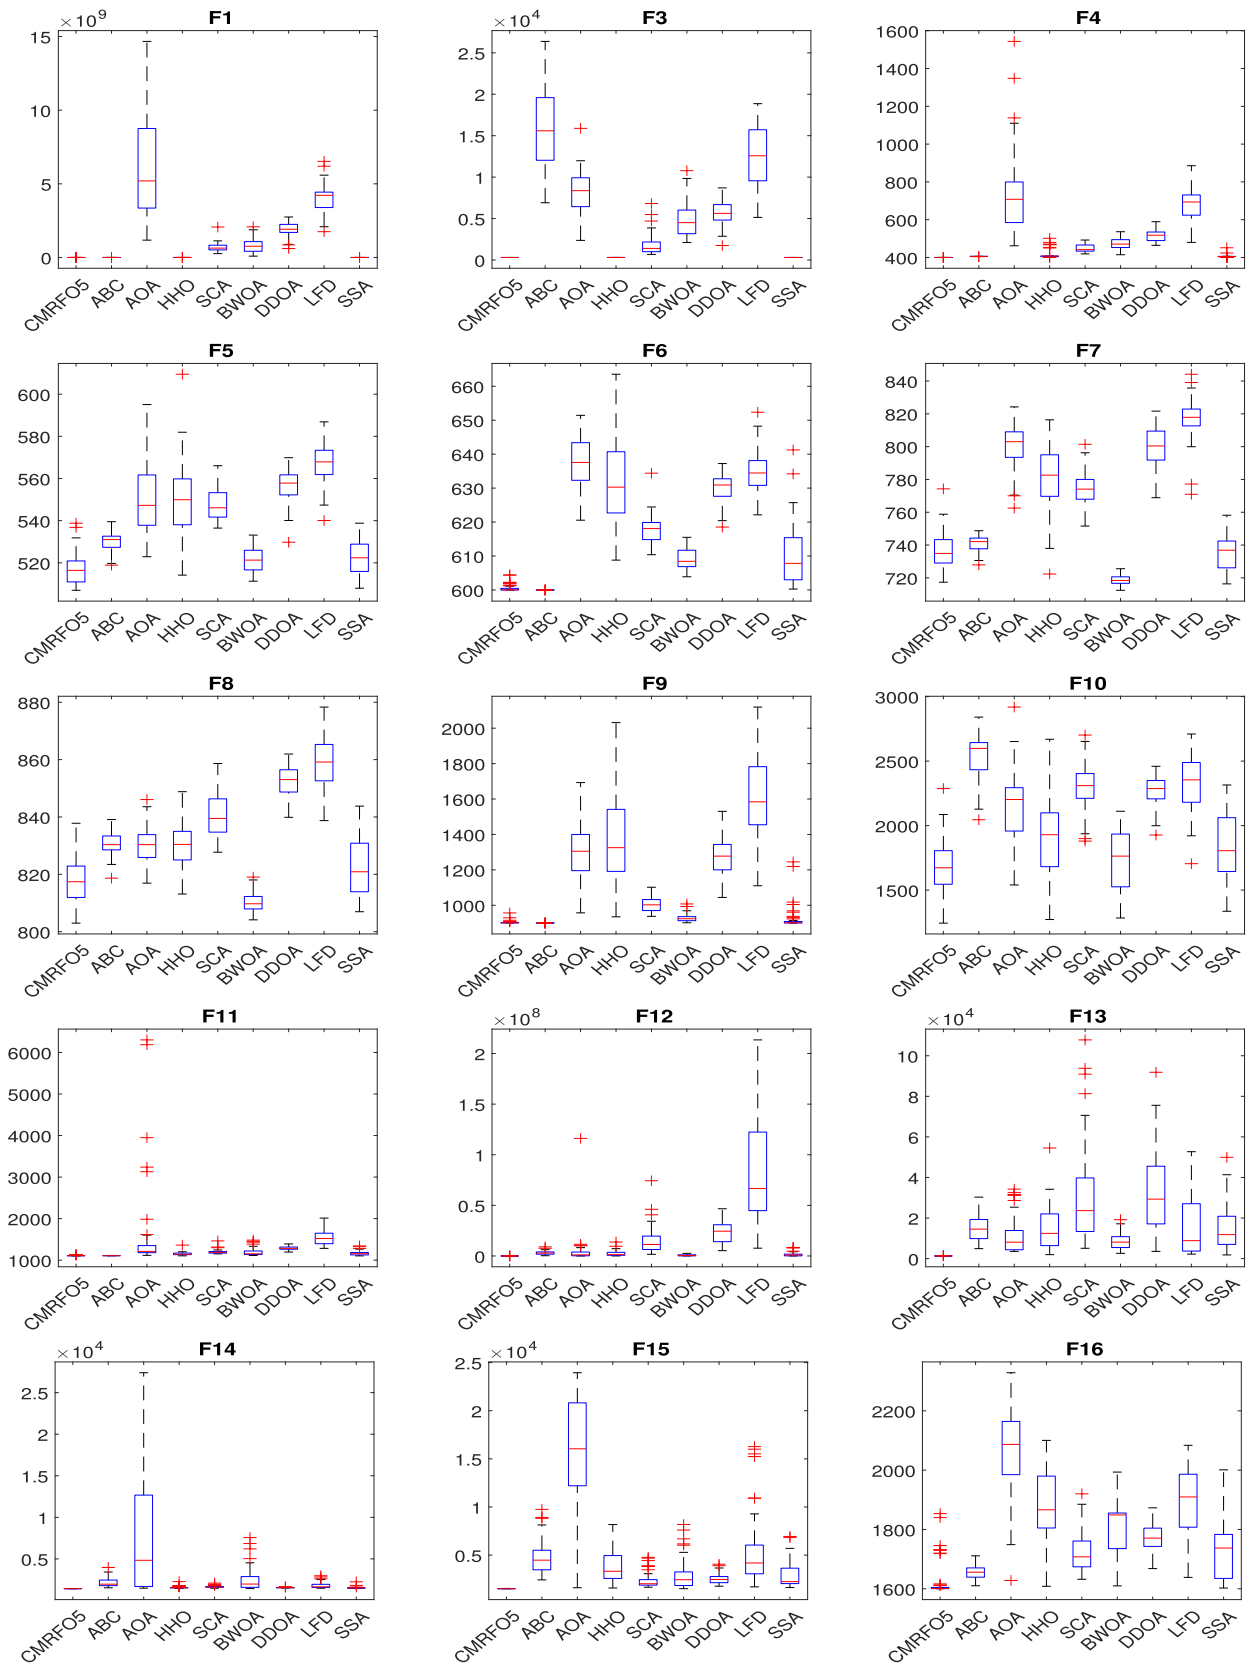 F1
×10^9
15
10
5
0
CMRFO5 ABC AOA HHO SCA BWOA DDOA LFD SSA
F3
×10^4
2.5
2
1.5
1
0.5
0
CMRFO5 ABC AOA HHO SCA BWOA DDOA LFD SSA
F4
1600
1400
1200
1000
800
600
400
CMRFO5 ABC AOA HHO SCA BWOA DDOA LFD SSA
F5
600
580
560
540
520
CMRFO5 ABC AOA HHO SCA BWOA DDOA LFD SSA
F6
660
650
640
630
620
610
600
CMRFO5 ABC AOA HHO SCA BWOA DDOA LFD SSA
F7
840
820
800
780
760
740
720
CMRFO5 ABC AOA HHO SCA BWOA DDOA LFD SSA
F8
880
860
840
820
800
CMRFO5 ABC AOA HHO SCA BWOA DDOA LFD SSA
F9
2000
1800
1600
1400
1200
1000
CMRFO5 ABC AOA HHO SCA BWOA DDOA LFD SSA
F10
3000
2500
2000
1500
CMRFO5 ABC AOA HHO SCA BWOA DDOA LFD SSA
F11
6000
5000
4000
3000
2000
1000
CMRFO5 ABC AOA HHO SCA BWOA DDOA LFD SSA
F12
×10^8
2
1.5
1
0.5
0
CMRFO5 ABC AOA HHO SCA BWOA DDOA LFD SSA
F13
×10^4
10
8
6
4
2
0
CMRFO5 ABC AOA HHO SCA BWOA DDOA LFD SSA
F14
×10^4
2.5
2
1.5
1
0.5
CMRFO5 ABC AOA HHO SCA BWOA DDOA LFD SSA
F15
×10^4
2.5
2
1.5
1
0.5
CMRFO5 ABC AOA HHO SCA BWOA DDOA LFD SSA
F16
2200
2000
1800
1600
CMRFO5 ABC AOA HHO SCA BWOA DDOA LFD SSA